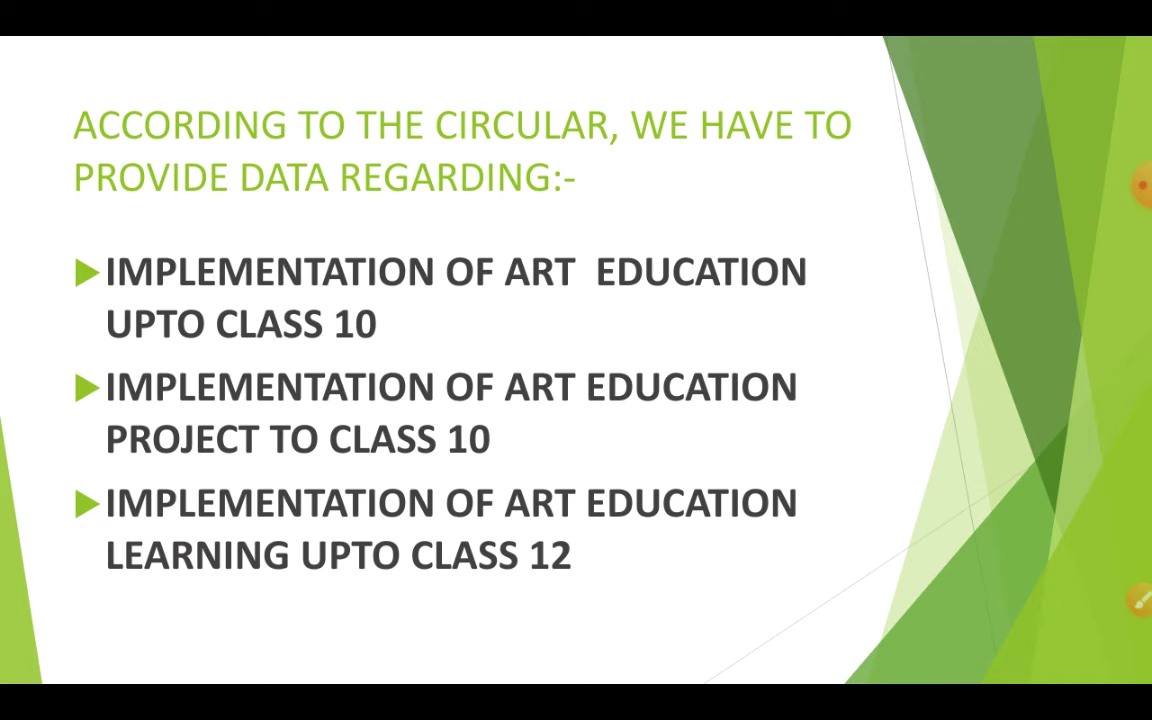 ACCORDING TO THE CIRCULAR, WE HAVE TO
PROVIDE DATA REGARDING:-
IMPLEMENTATION OF ART  EDUCATION
UPTO CLASS 10
IMPLEMENTATION OF ART EDUCATION
PROJECT TO CLASS 10
IMPLEMENTATION OF ART EDUCATION
LEARNING UPTO CLASS 12